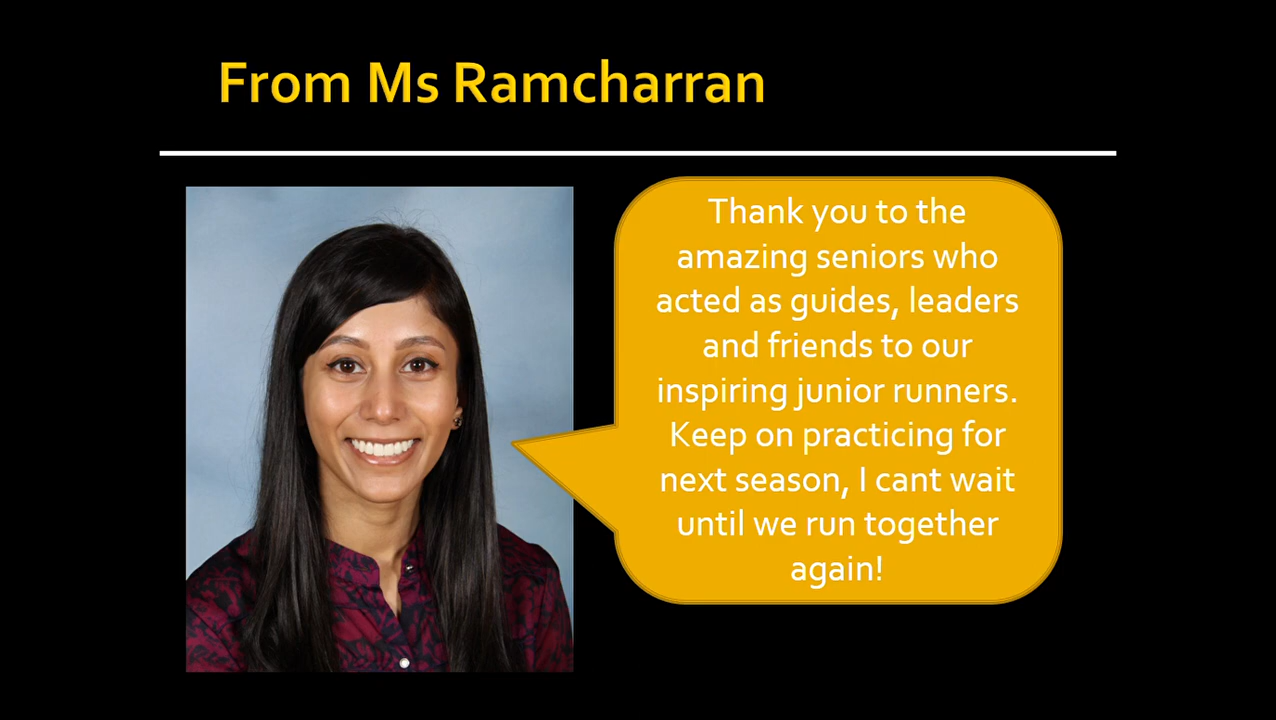 From Ms Ramcharran
Thank you to the
amazing seniors who
acted as guides, leaders
and friends to our
inspiring junior runners.
Keep on practicing for
next season, I cant wait
until we run together
again!